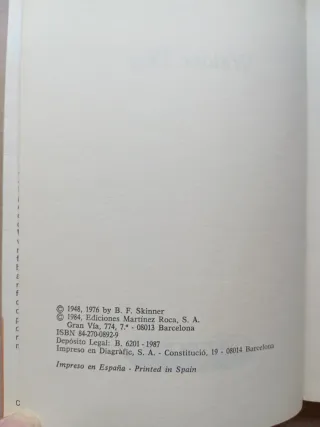 © 1948, 1976 by B. F. Skinner
© 1984, Ediciones Martínez Roca, S. A.
Gran Vía, 774, 7.° - 08013 Barcelona
ISBN 84-270-0892-9
Depósito Legal: B. 6201 - 1987
Impreso en Diagràfic, S. A. - Constitució, 19 - 08014 Barcelona
Impreso en España - Printed in Spain